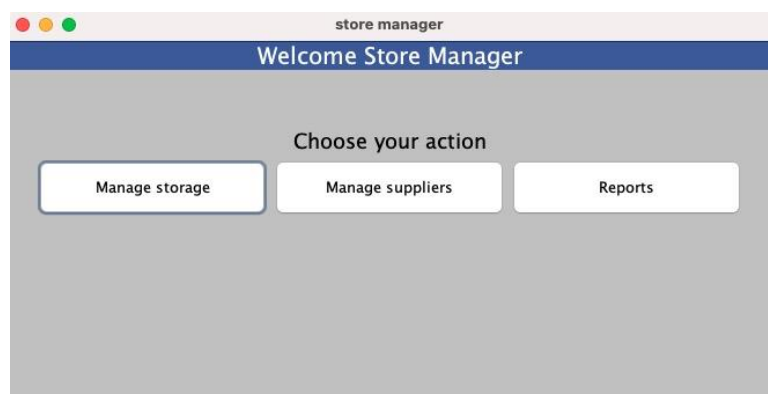 store manager
Welcome Store Manager
Choose your action
Manage storage Manage suppliers Reports